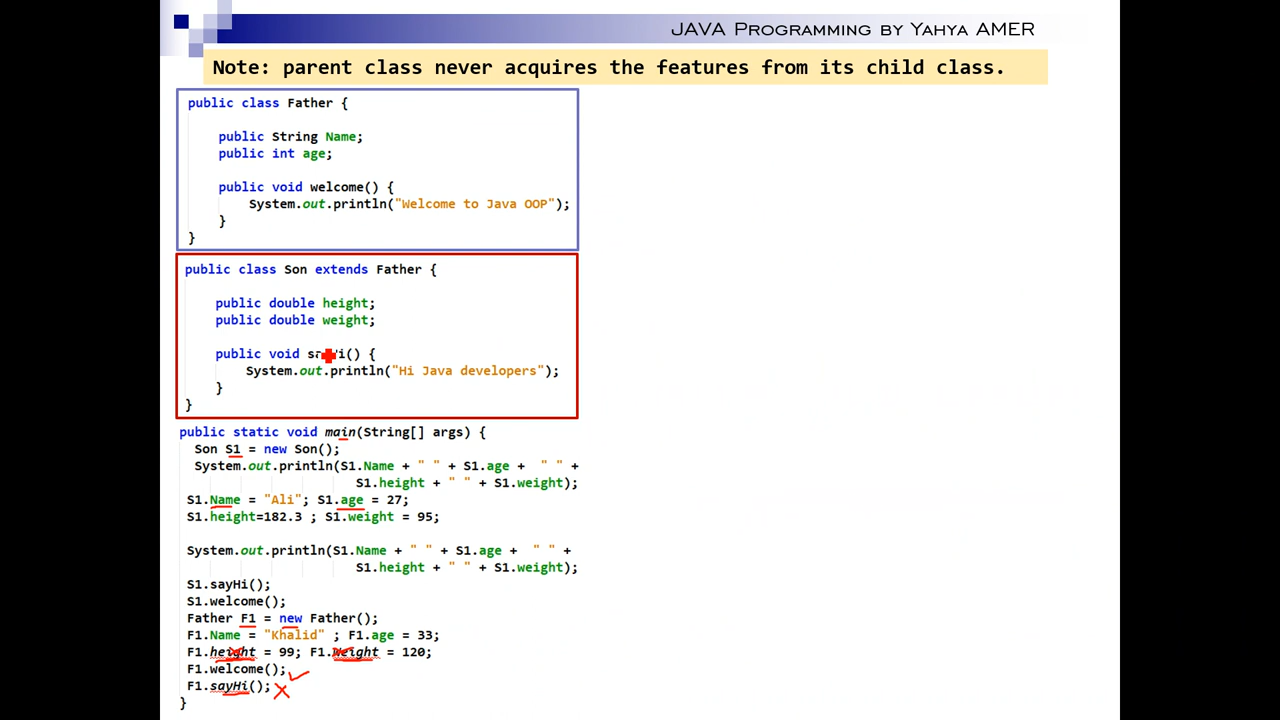 JAVA Programming by Yahya AMER
Note: parent class never acquires the features from its child class.
public class Father {
public String Name;
public int age;
public void welcome() {
System.out.println("Welcome to Java OOP");
}
}
public class Son extends Father {
public double height;
public double weight;
public void sayHi() {
System.out.println("Hi Java developers");
}
}
public static void main(String[] args) {
Son S1 = new Son();
System.out.println(S1.Name + " " + S1.age + " " +
S1.height + " " + S1.weight);
S1.Name = "Ali"; S1.age = 27;
S1.height=182.3 ; S1.weight = 95;
System.out.println(S1.Name + " " + S1.age + " " +
S1.height + " " + S1.weight);
S1.sayHi();
S1.welcome();
Father F1 = new Father();
F1.Name = "Khalid" ; F1.age = 33;
F1.height = 99; F1.weight = 120;
F1.welcome();
F1.sayHi();
}